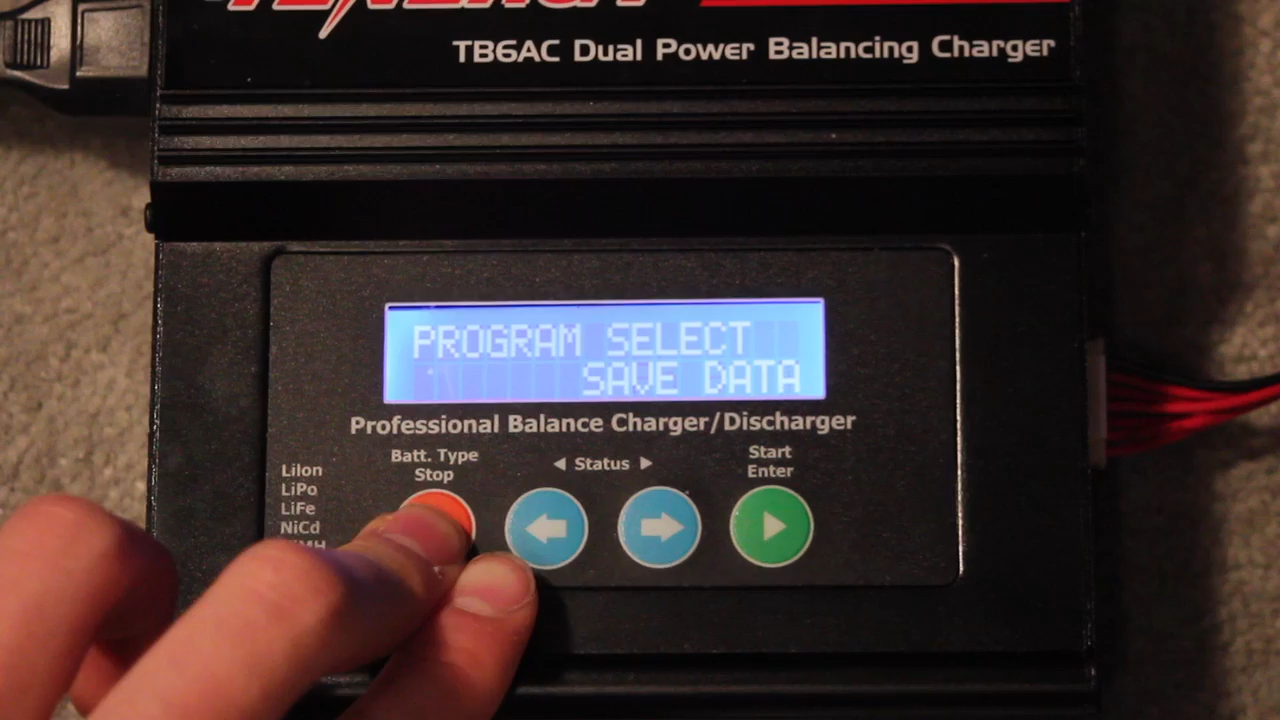 TENERGY
TB6AC Dual Power Balancing Charger
PROGRAM SELECT
SAVE DATA
Professional Balance Charger/Discharger
Batt. Type
Stop
◀ Status ▶
Start
Enter
LiIon
LiPo
LiFe
NiCd